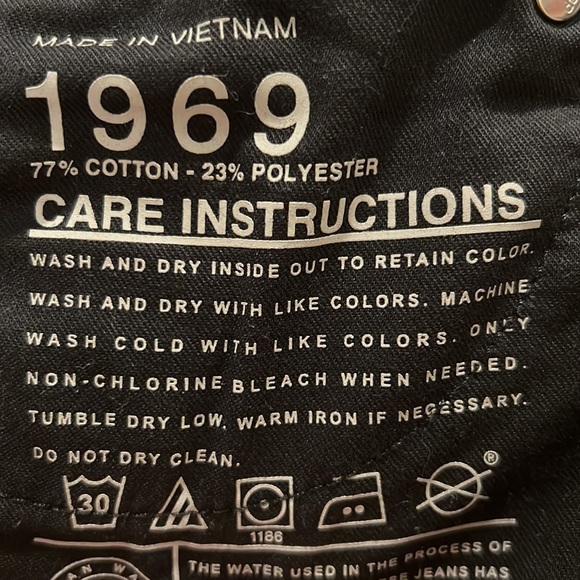 MADE IN VIETNAM
1969
77% COTTON - 23% POLYESTER
CARE INSTRUCTIONS
WASH AND DRY INSIDE OUT TO RETAIN COLOR.
WASH AND DRY WITH LIKE COLORS. MACHINE
WASH COLD WITH LIKE COLORS. ONLY
NON-CHLORINE BLEACH WHEN NEEDED.
TUMBLE DRY LOW, WARM IRON IF NECESSARY.
DO NOT DRY CLEAN.
30
®
1186
THE WATER USED IN THE PROCESS OF
JEANS HAS